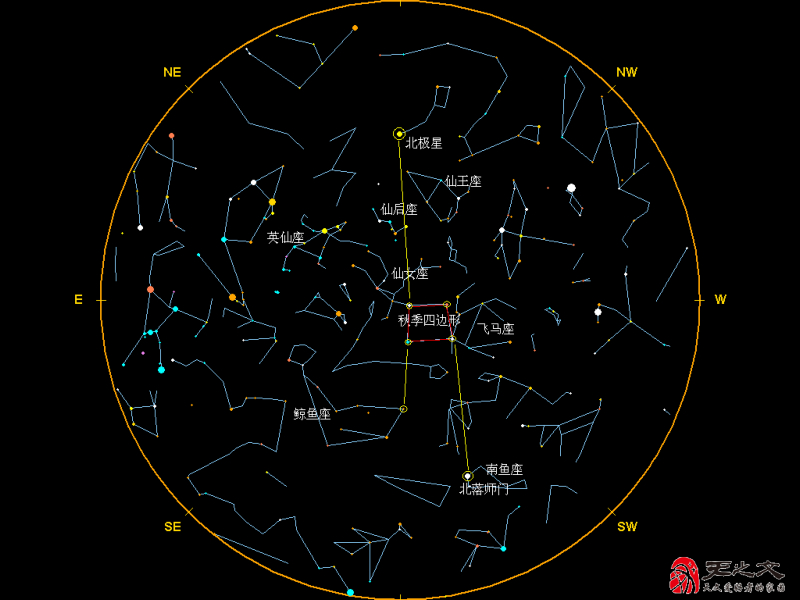 NE
NW
北极星
仙王座
仙后座
英仙座
仙女座
E
W
秋季四边形
飞马座
鲸鱼座
南鱼座
北落师门
SE
SW
天之文
天文爱好者的家园